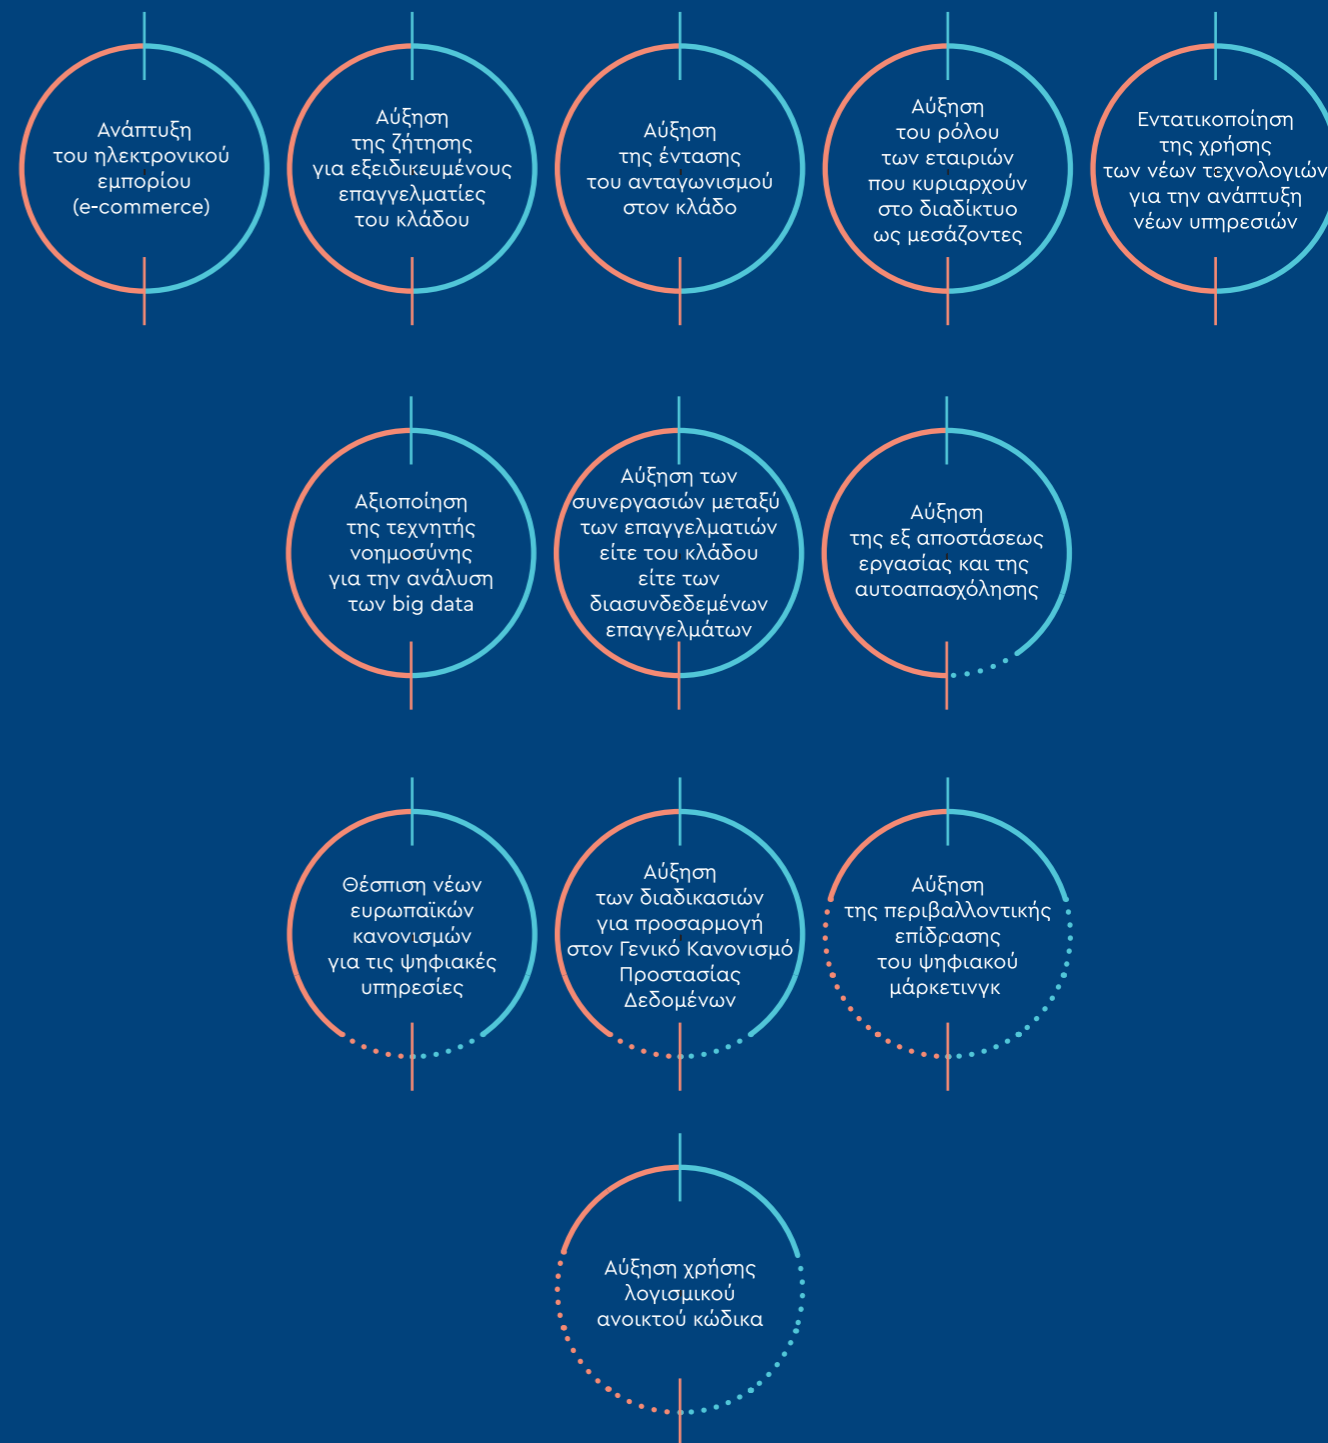 Ανάπτυξη
του ηλεκτρονικού
εμπορίου
(e-commerce)
Αύξηση
της ζήτησης
για εξειδικευμένους
επαγγελματίες
του κλάδου
Αύξηση
της έντασης
του ανταγωνισμού
στον κλάδο
Αύξηση
του ρόλου
των εταιριών
που κυριαρχούν
στο διαδίκτυο
ως μεσάζοντες
Εντατικοποίηση
της χρήσης
των νέων τεχνολογιών
για την ανάπτυξη
νέων υπηρεσιών
Αξιοποίηση
της τεχνητής
νοημοσύνης
για την ανάλυση
των big data
Αύξηση των
συνεργασιών μεταξύ
των επαγγελματιών
είτε του κλάδου
είτε των
διασυνδεδεμένων
επαγγελμάτων
Αύξηση
της εξ αποστάσεως
εργασίας και της
αυτοαπασχόλησης
Θέσπιση νέων
ευρωπαϊκών
κανονισμών
για τις ψηφιακές
υπηρεσίες
Αύξηση
των διαδικασιών
για προσαρμογή
στον Γενικό Κανονισμό
Προστασίας
Δεδομένων
Αύξηση
της περιβαλλοντικής
επίδρασης
του ψηφιακού
μάρκετινγκ
Αύξηση χρήσης
λογισμικού
ανοικτού κώδικα